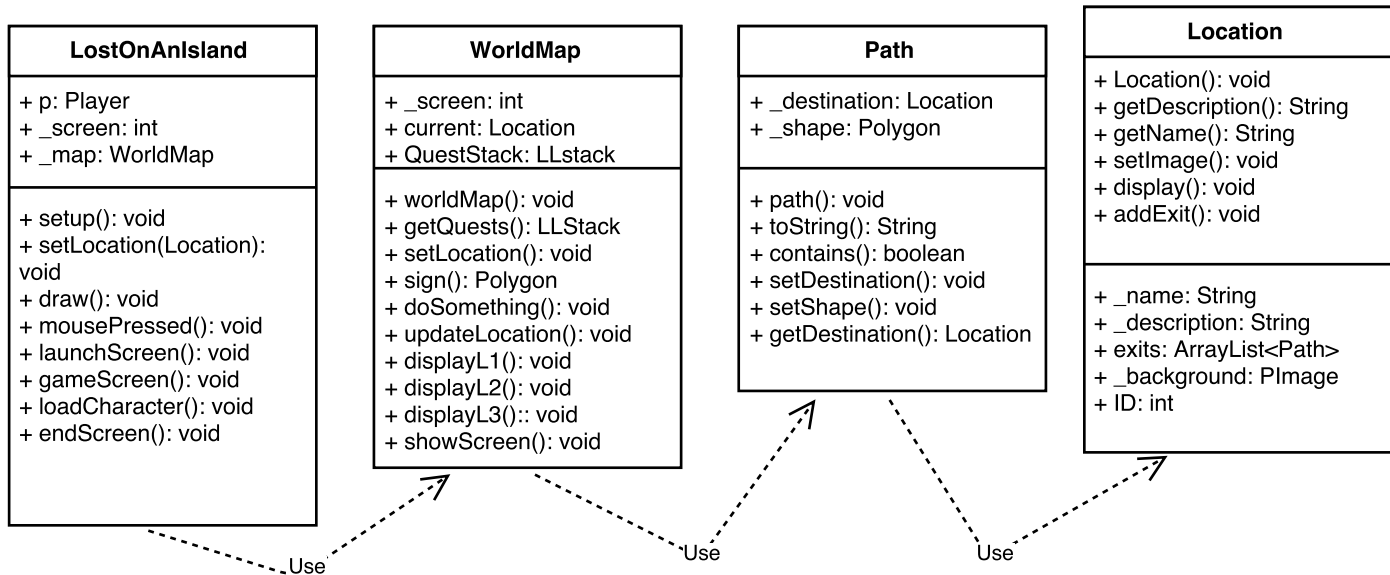 LostOnAnIsland
+ p: Player
+ _screen: int
+ _map: WorldMap
+ setup(): void
+ setLocation(Location):
void
+ draw(): void
+ mousePressed(): void
+ launchScreen(): void
+ gameScreen(): void
+ loadCharacter(): void
+ endScreen(): void
WorldMap
+ _screen: int
+ current: Location
+ QuestStack: LLstack
+ worldMap(): void
+ getQuests(): LLStack
+ setLocation(): void
+ sign(): Polygon
+ doSomething(): void
+ updateLocation(): void
+ displayL1(): void
+ displayL2(): void
+ displayL3():: void
+ showScreen(): void
Path
+ _destination: Location
+ _shape: Polygon
+ path(): void
+ toString(): String
+ contains(): boolean
+ setDestination(): void
+ setShape(): void
+ getDestination(): Location
Location
+ Location(): void
+ getDescription(): String
+ getName(): String
+ setImage(): void
+ display(): void
+ addExit(): void
+ _name: String
+ _description: String
+ exits: ArrayList<Path>
+ _background: PImage
+ ID: int
Use
Use
Use